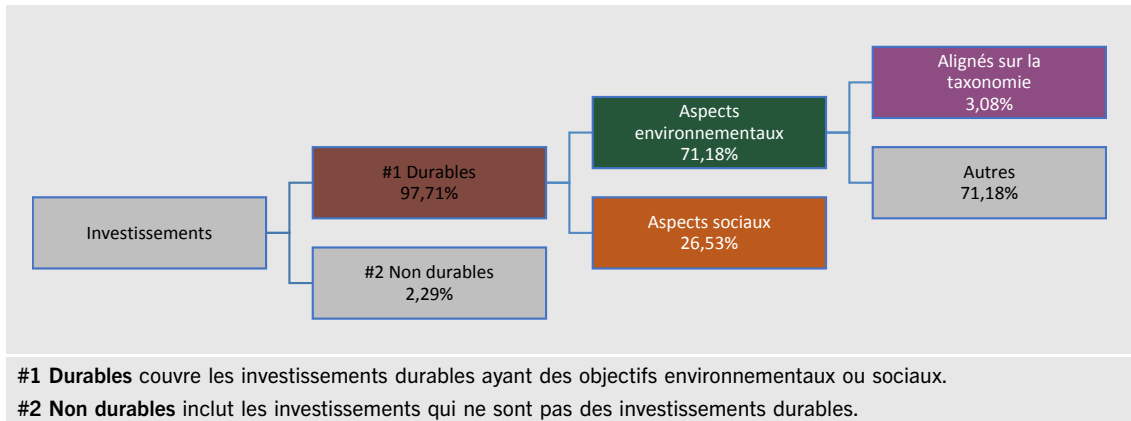 Investissements
#1 Durables
97,71%
#2 Non durables
2,29%
Aspects
environnementaux
71,18%
Aspects sociaux
26,53%
Alignés sur la
taxonomie
3,08%
Autres
71,18%
#1 Durables couvre les investissements durables ayant des objectifs environnementaux ou sociaux.
#2 Non durables inclut les investissements qui ne sont pas des investissements durables.